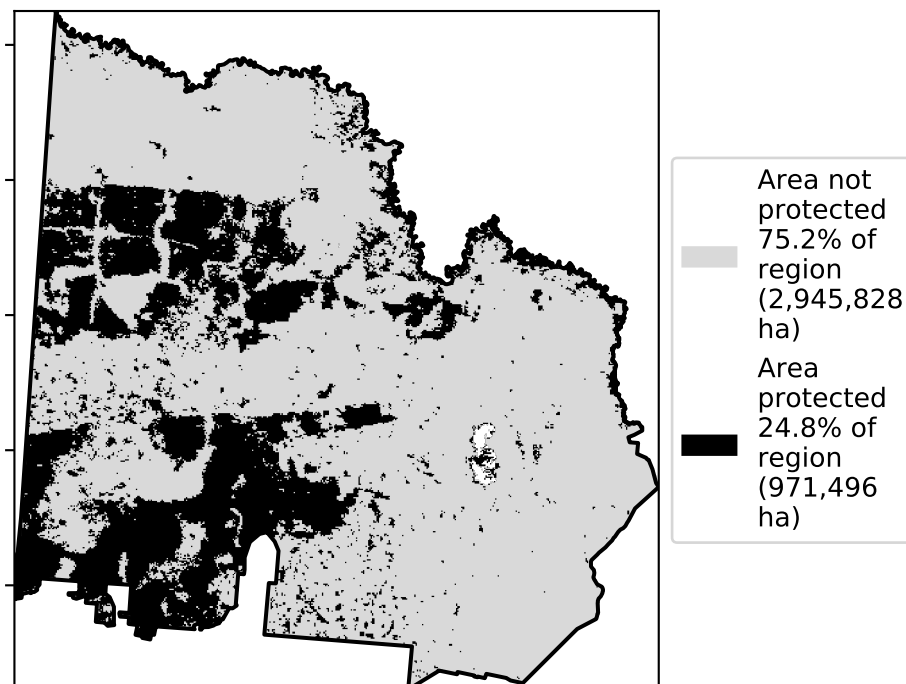 Area not
protected
75.2% of
region
(2,945,828
ha)
Area
protected
24.8% of
region
(971,496
ha)